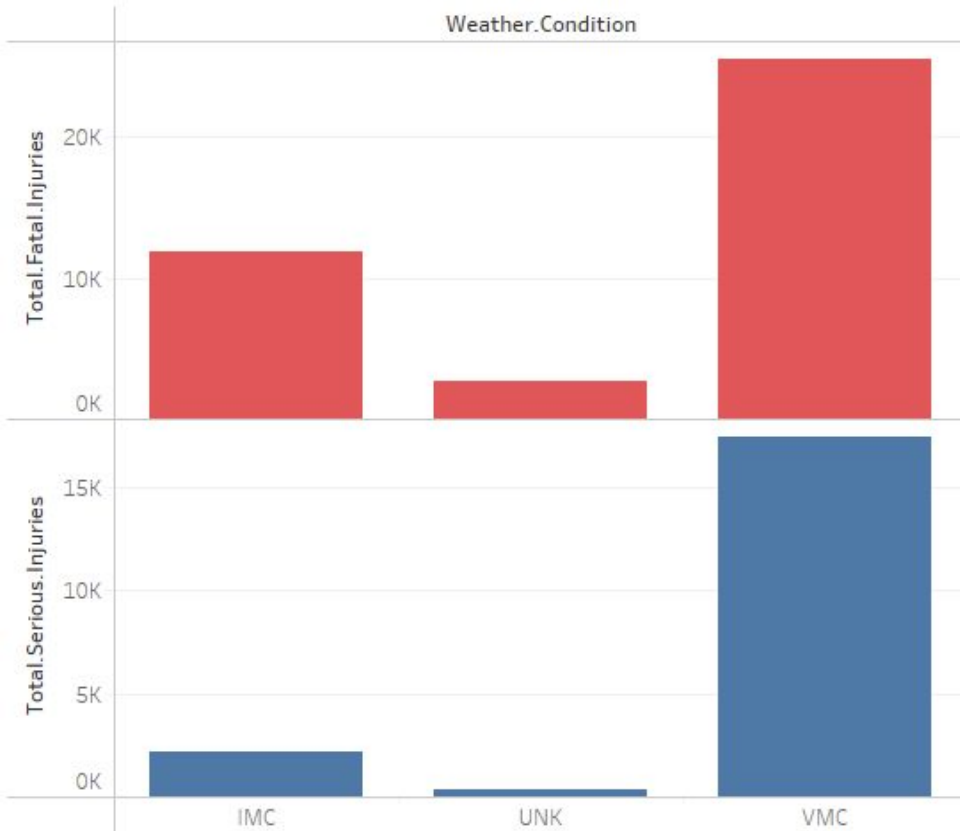 Weather.Condition
Total.Fatal.Injuries
20K
10K
0K
Total.Serious.Injuries
15K
10K
5K
0K
IMC
UNK
VMC